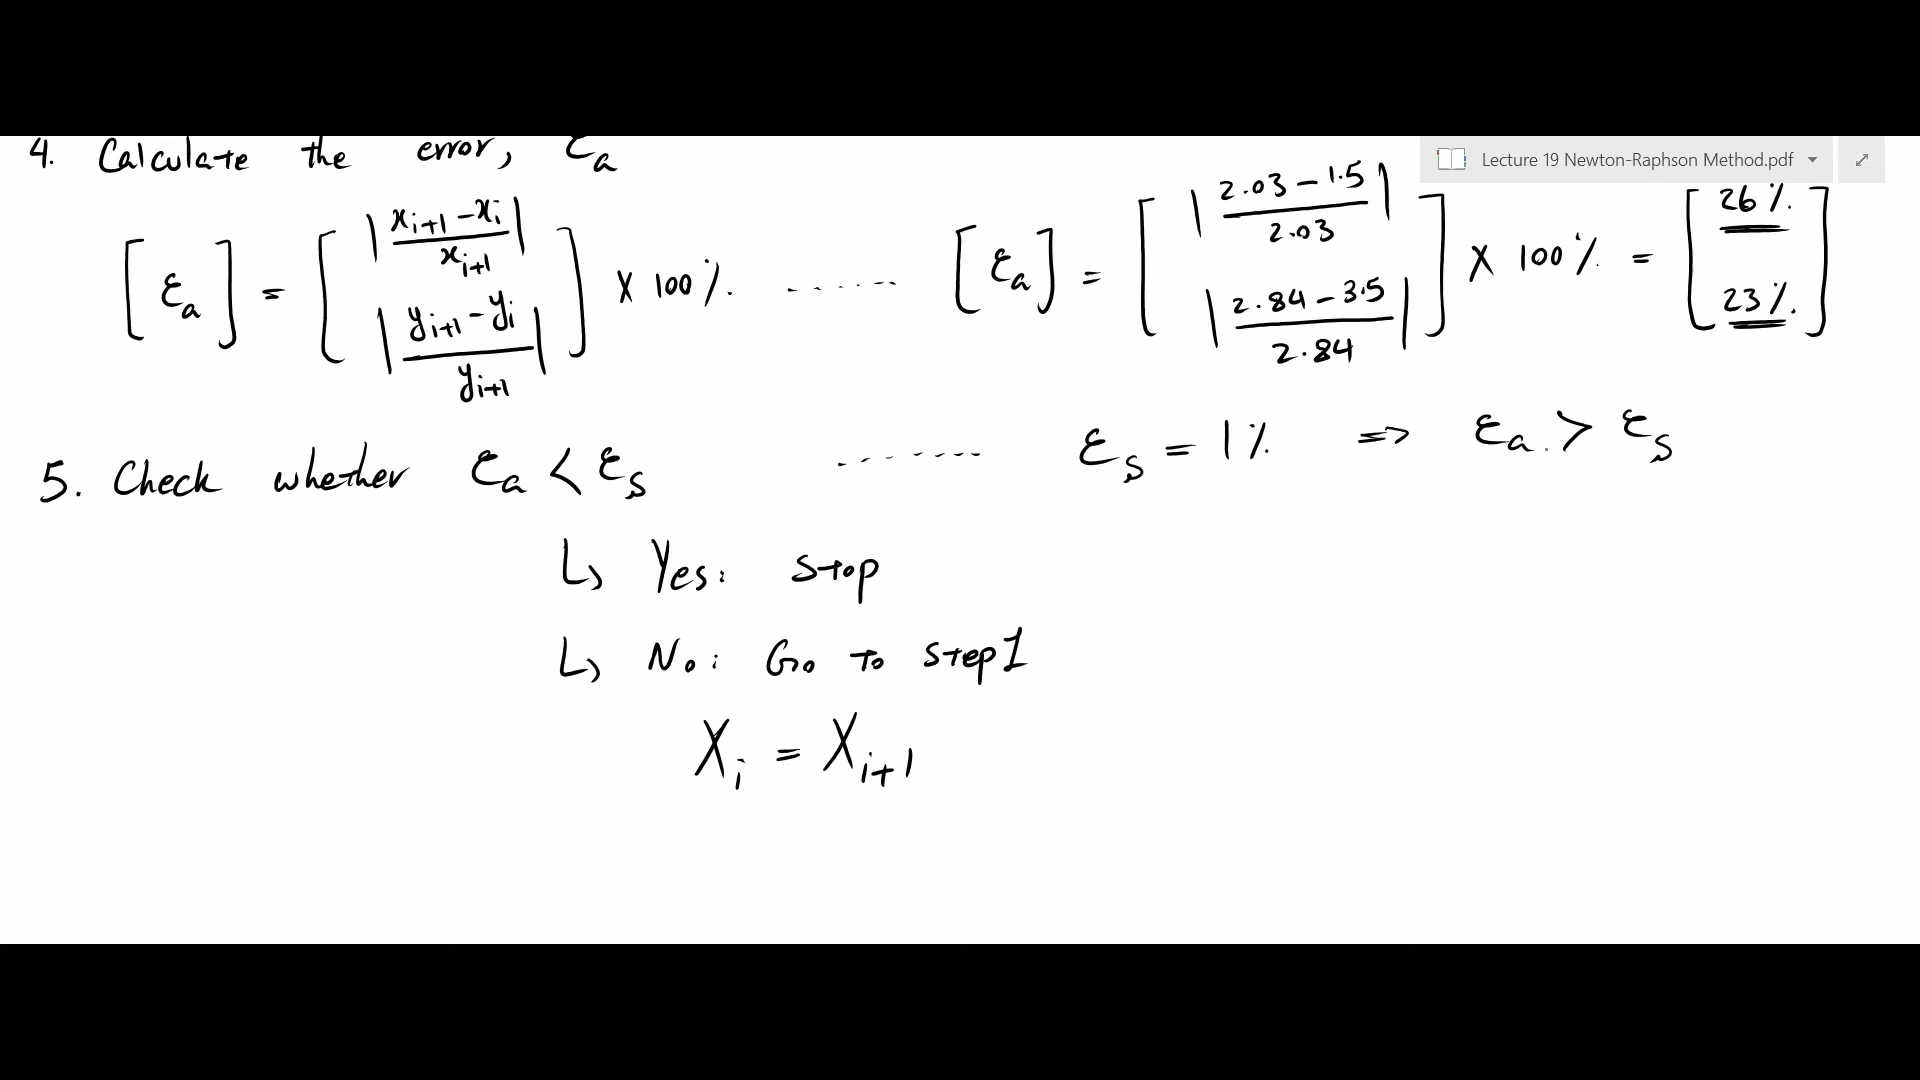 4. Calculate the error, εa
Lecture 19 Newton-Raphson Method.pdf
[εa] = [|xi+1 - xi / xi+1| |yi+1 - yi / yi+1|] X 100 %. ....... [εa] = [|2.03 - 1.5 / 2.03| |2.84 - 3.5 / 2.84|] X 100 % = [26 %. 23 %.]
5. Check whether εa < εs ....... εs = 1 % => εa > εs
↳ Yes: stop
↳ No: Go to step 1
Xi = Xi+1